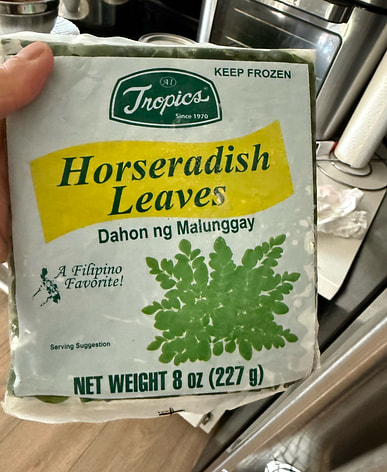 KEEP FROZEN
Tropics
Since 1970
Horseradish
Leaves
Dahon ng Malunggay
A Filipino
Favorite!
Serving Suggestion
NET WEIGHT 8 oz (227 g)